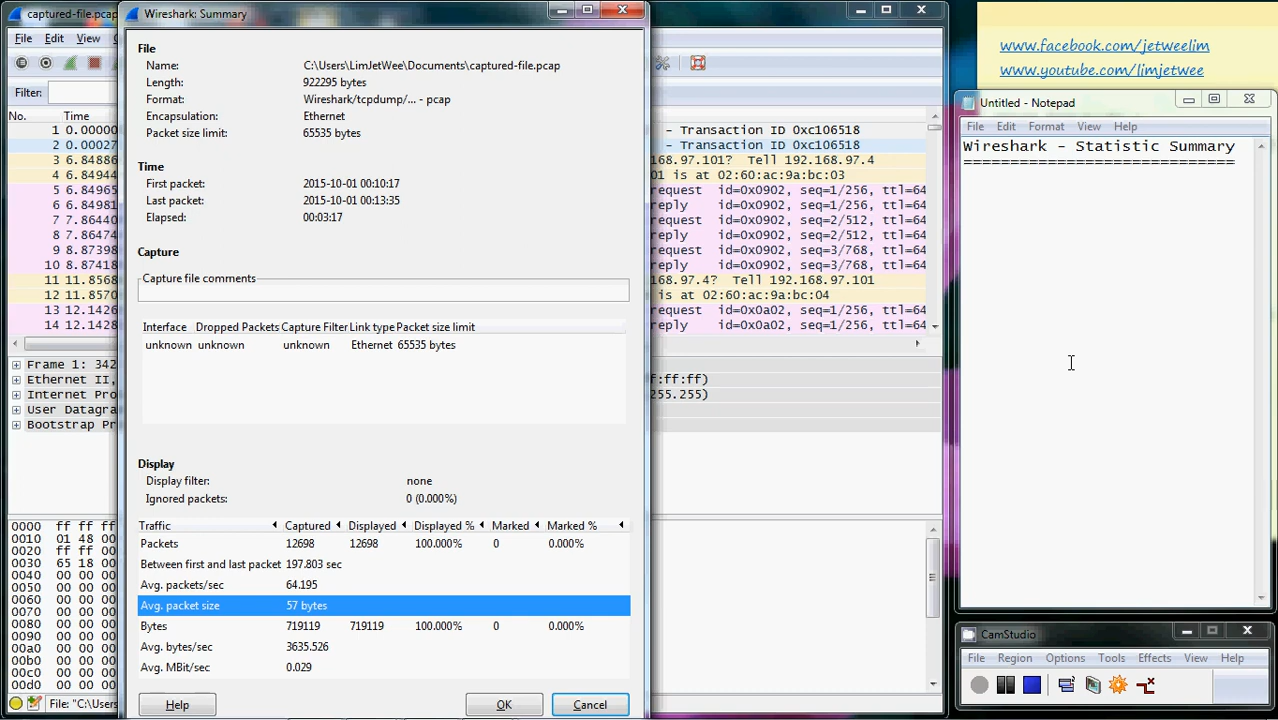 captured-file.pcap
File Edit View
Filter:
No. Time
1 0.00000
2 0.00027
3 6.84886
4 6.84494
5 6.84965
6 6.84991
7 7.86440
8 7.86474
9 8.87398
10 8.87418
11 11.8568
12 11.8570
13 12.1426
14 12.1428
Frame 1: 342
Ethernet II,
Internet Pro
User Datagra
Bootstrap Pr
0000 ff ff ff
0010 01 48 00
0020 ff ff 00
0030 65 18 00
0040 00 00 00
0050 00 00 00
0060 00 00 00
0070 00 00 00
0080 00 00 00
0090 00 00 00
00a0 00 00 00
00b0 00 00 00
00c0 00 00 00
00d0 00 00 00
File: "C:\Users
Wireshark: Summary
File
Name: C:\Users\LimJetWee\Documents\captured-file.pcap
Length: 922295 bytes
Format: Wireshark/tcpdump/... - pcap
Encapsulation: Ethernet
Packet size limit: 65535 bytes
Time
First packet: 2015-10-01 00:10:17
Last packet: 2015-10-01 00:13:35
Elapsed: 00:03:17
Capture
Capture file comments
Interface Dropped Packets Capture Filter Link type Packet size limit
unknown unknown unknown Ethernet 65535 bytes
Display
Display filter: none
Ignored packets: 0 (0.000%)
Traffic Captured Displayed Displayed % Marked Marked %
Packets 12698 12698 100.000% 0 0.000%
Between first and last packet 197.803 sec
Avg. packets/sec 64.195
Avg. packet size 57 bytes
Bytes 719119 719119 100.000% 0 0.000%
Avg. bytes/sec 3635.526
Avg. MBit/sec 0.029
Help OK Cancel
- Transaction ID 0xc106518
- Transaction ID 0xc106518
168.97.101? Tell 192.168.97.4
01 is at 02:60:ac:9a:bc:03
request id=0x0902, seq=1/256, ttl=64
reply id=0x0902, seq=1/256, ttl=64
request id=0x0902, seq=2/512, ttl=64
reply id=0x0902, seq=2/512, ttl=64
request id=0x0902, seq=3/768, ttl=64
reply id=0x0902, seq=3/768, ttl=64
168.97.4? Tell 192.168.97.101
is at 02:60:ac:9a:bc:04
request id=0x0a02, seq=1/256, ttl=64
reply id=0x0a02, seq=1/256, ttl=64
f:ff:ff)
255.255)
www.facebook.com/jetweelim
www.youtube.com/limjetwee
Untitled - Notepad
File Edit Format View Help
Wireshark - Statistic Summary
=============================
CamStudio
File Region Options Tools Effects View Help